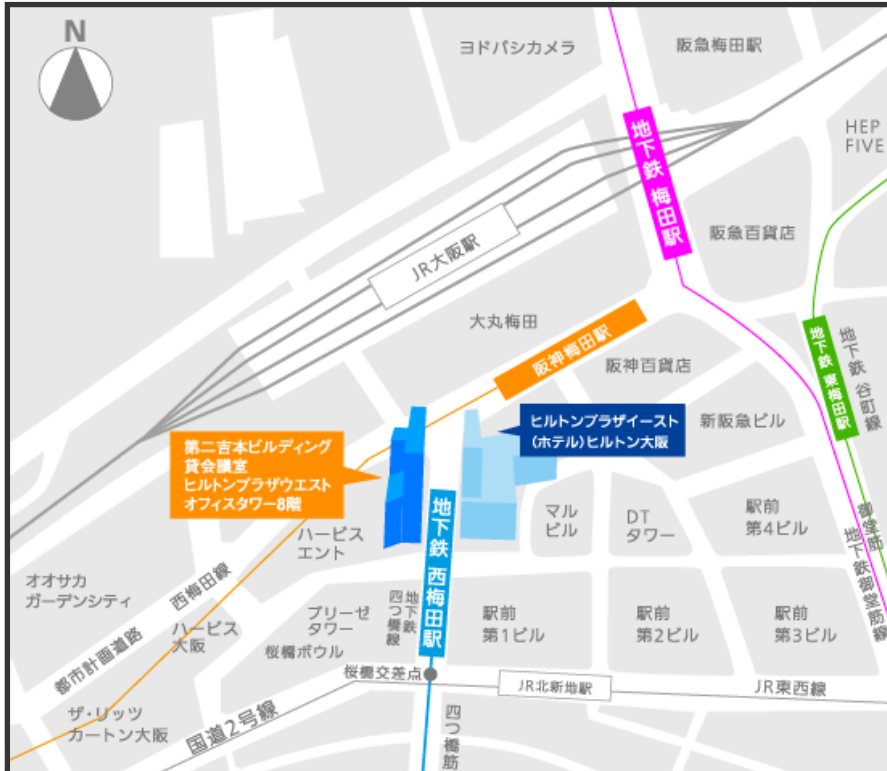 N
ヨドバシカメラ
阪急梅田駅
HEP
FIVE
地下鉄 梅田駅
阪急百貨店
JR大阪駅
大丸梅田
阪神梅田駅
阪神百貨店
地下鉄 東梅田駅
地下鉄 谷町線
ヒルトンプラザイースト
(ホテル)ヒルトン大阪
新阪急ビル
第二吉本ビルディング
貸会議室
ヒルトンプラザウエスト
オフィスタワー8階
地下鉄 西梅田駅
マル
ビル
DT
タワー
駅前
第4ビル
御堂筋
地下鉄御堂筋線
ハービス
エント
オオサカ
ガーデンシティ
西梅田線
地下鉄
四つ橋線
ブリーゼ
タワー
ハービス
大阪
桜橋ボウル
駅前
第1ビル
駅前
第2ビル
駅前
第3ビル
都市計画道路
桜橋交差点
JR北新地駅
JR東西線
ザ・リッツ
カートン大阪
国道2号線
四つ橋筋